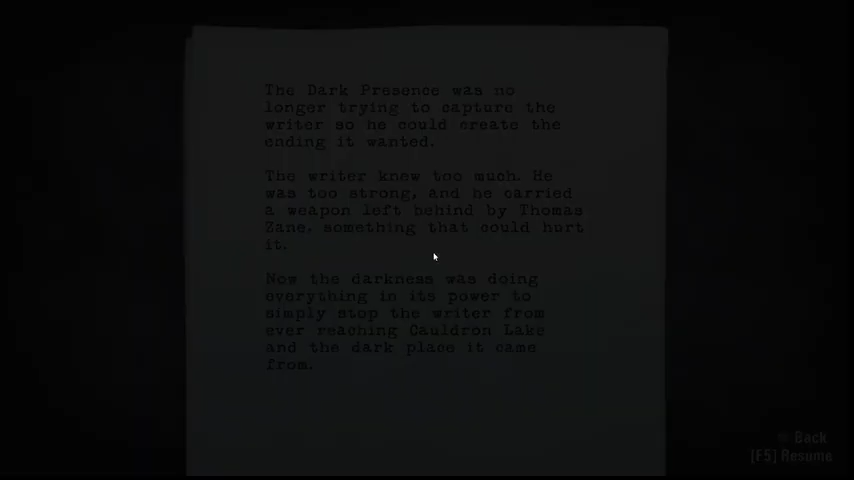 The Dark Presence was no
longer trying to capture the
writer so he could create the
ending it wanted.
The writer knew too much. He
was too strong, and he carried
a weapon left behind by Thomas
Zane, something that could hurt
it.
Now the darkness was doing
everything in its power to
simply stop the writer from
ever reaching Cauldron Lake
and the dark place it came
from.
Back
[F5] Resume